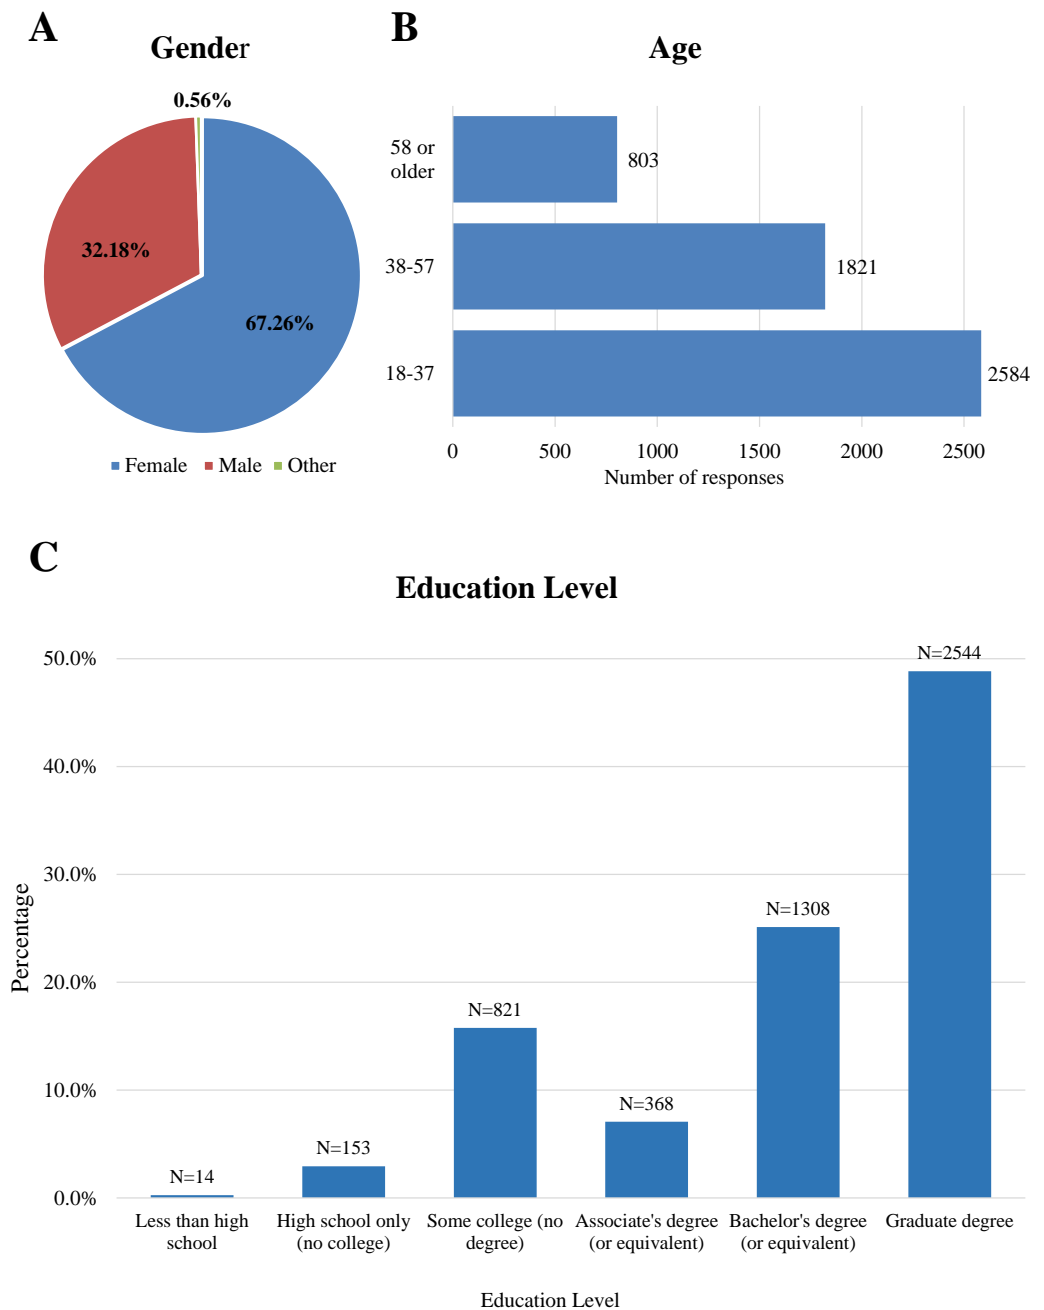 A
Gender
0.56%
32.18%
67.26%
Female Male Other
B
Age
58 or
older
803
38-57
1821
18-37
2584
0 500 1000 1500 2000 2500
Number of responses
C
Education Level
50.0%
40.0%
30.0%
20.0%
10.0%
0.0%
Percentage
N=14
N=153
N=821
N=368
N=1308
N=2544
Less than high
school
High school only
(no college)
Some college (no
degree)
Associate's degree
(or equivalent)
Bachelor's degree
(or equivalent)
Graduate degree
Education Level